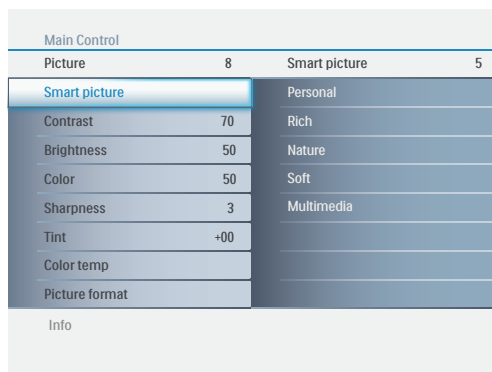 Main Control
Picture 8 Smart picture 5
Smart picture Personal
Contrast 70 Rich
Brightness 50 Nature
Color 50 Soft
Sharpness 3 Multimedia
Tint +00
Color temp
Picture format
Info